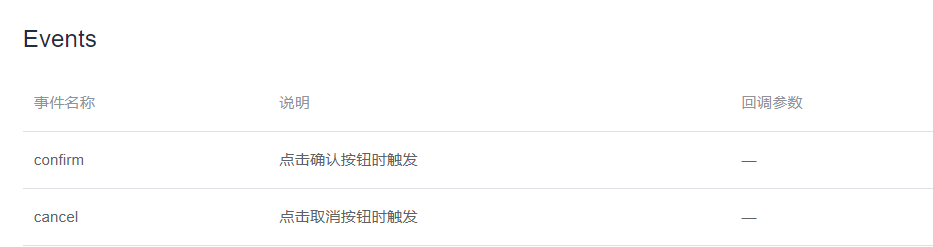 Events
事件名称 说明 回调参数
confirm 点击确认按钮时触发 —
cancel 点击取消按钮时触发 —